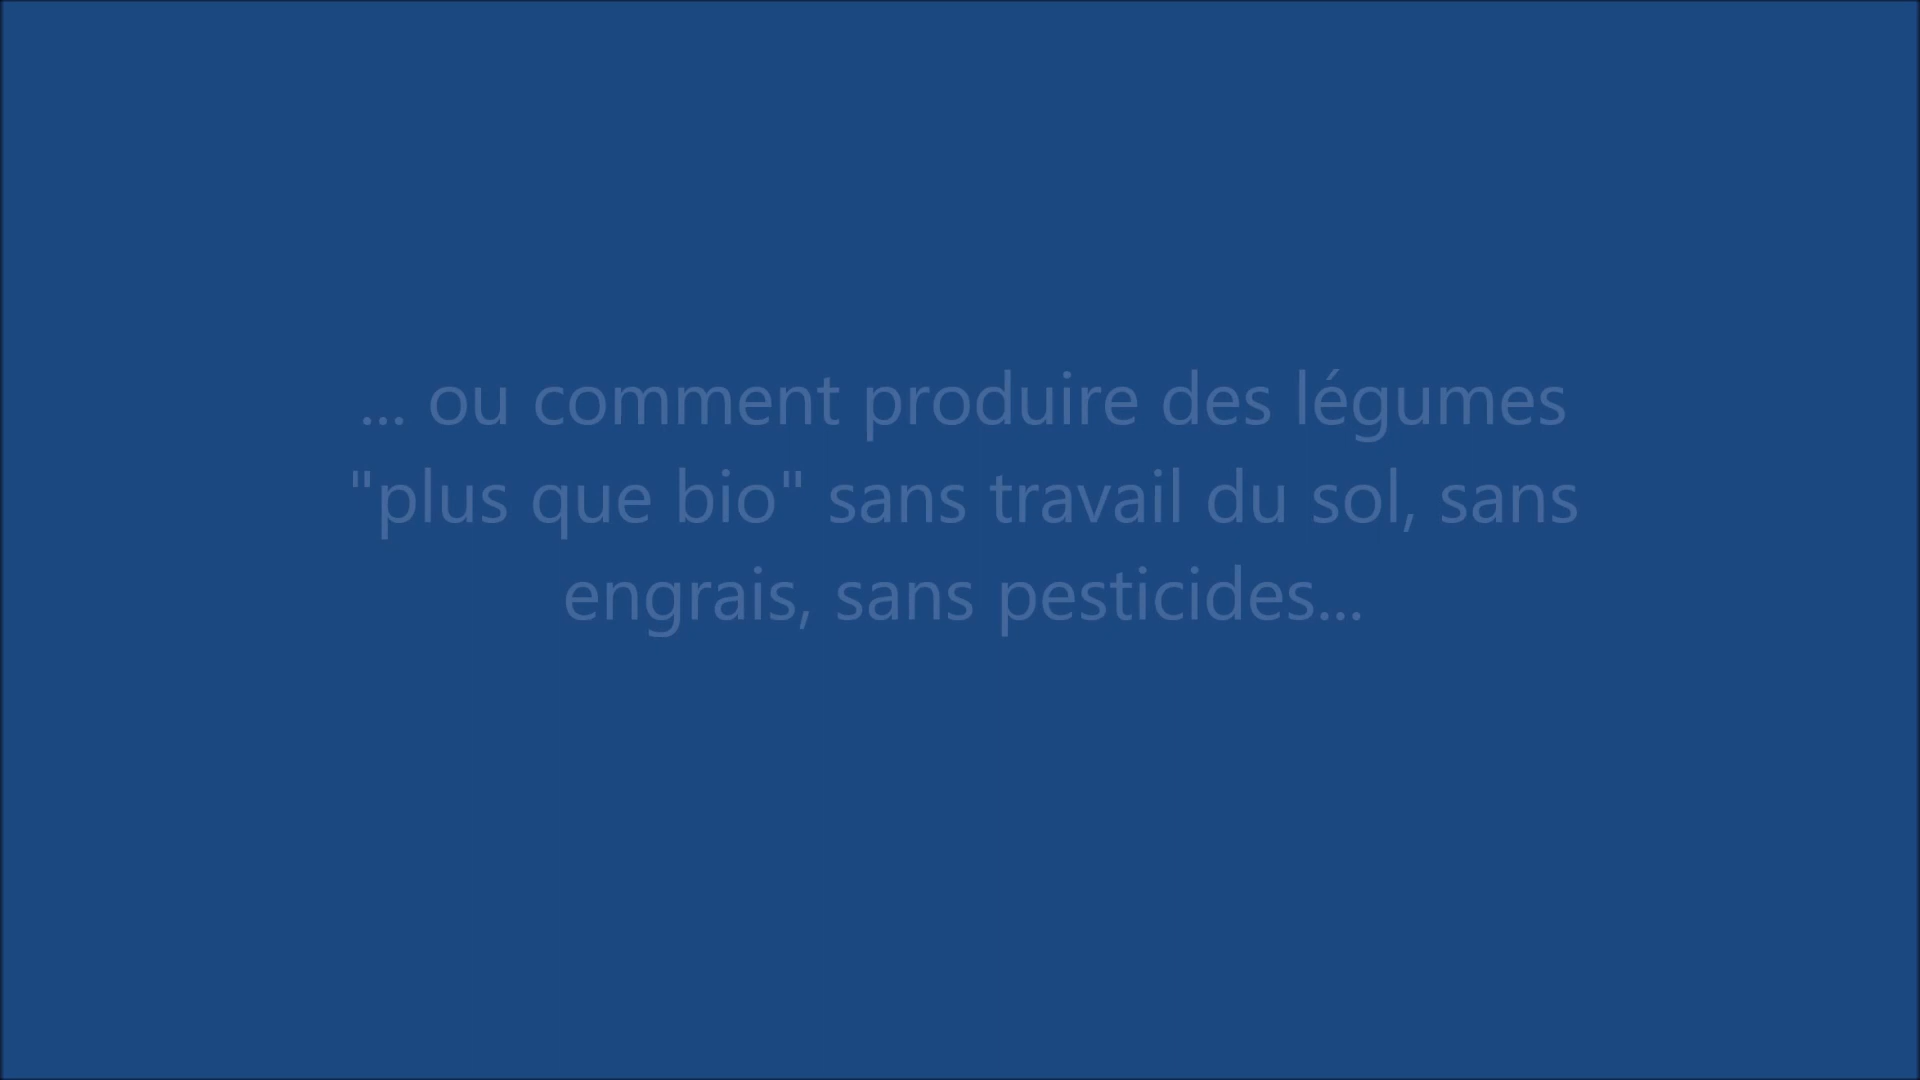 ... ou comment produire des légumes
"plus que bio" sans travail du sol, sans
engrais, sans pesticides...